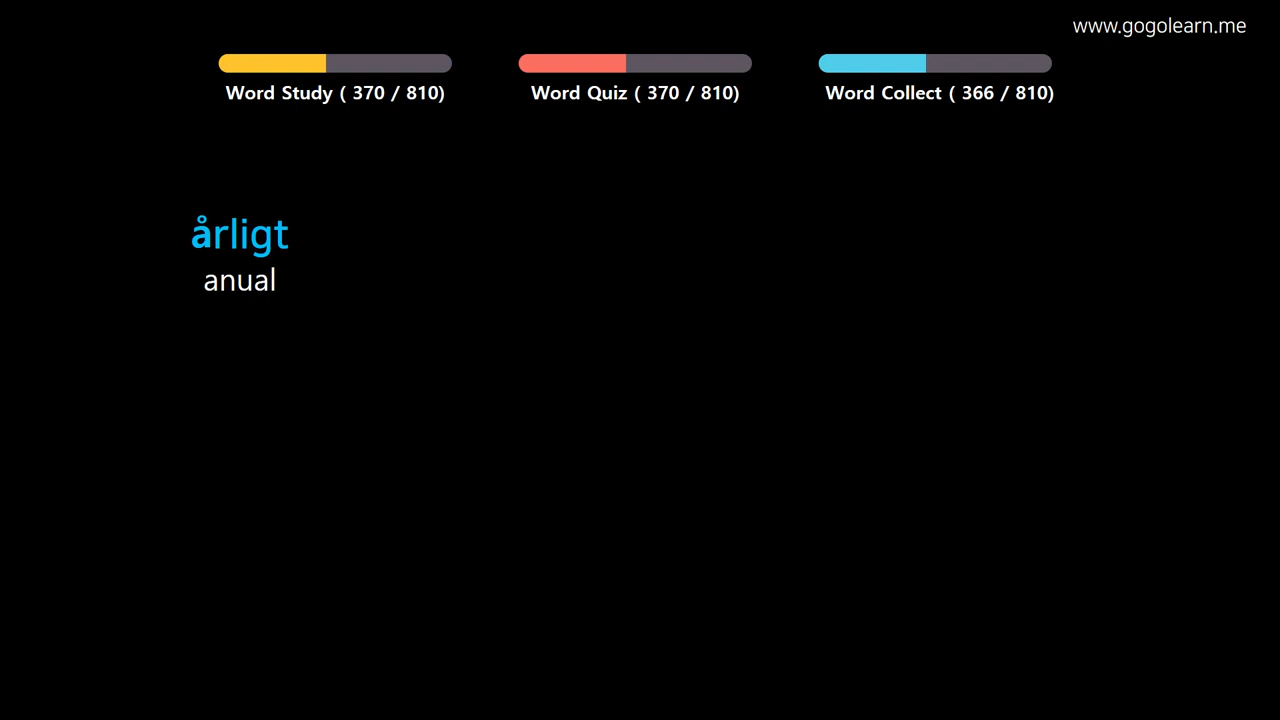 www.gogolearn.me
Word Study ( 370 / 810)
Word Quiz ( 370 / 810)
Word Collect ( 366 / 810)
årligt
anual